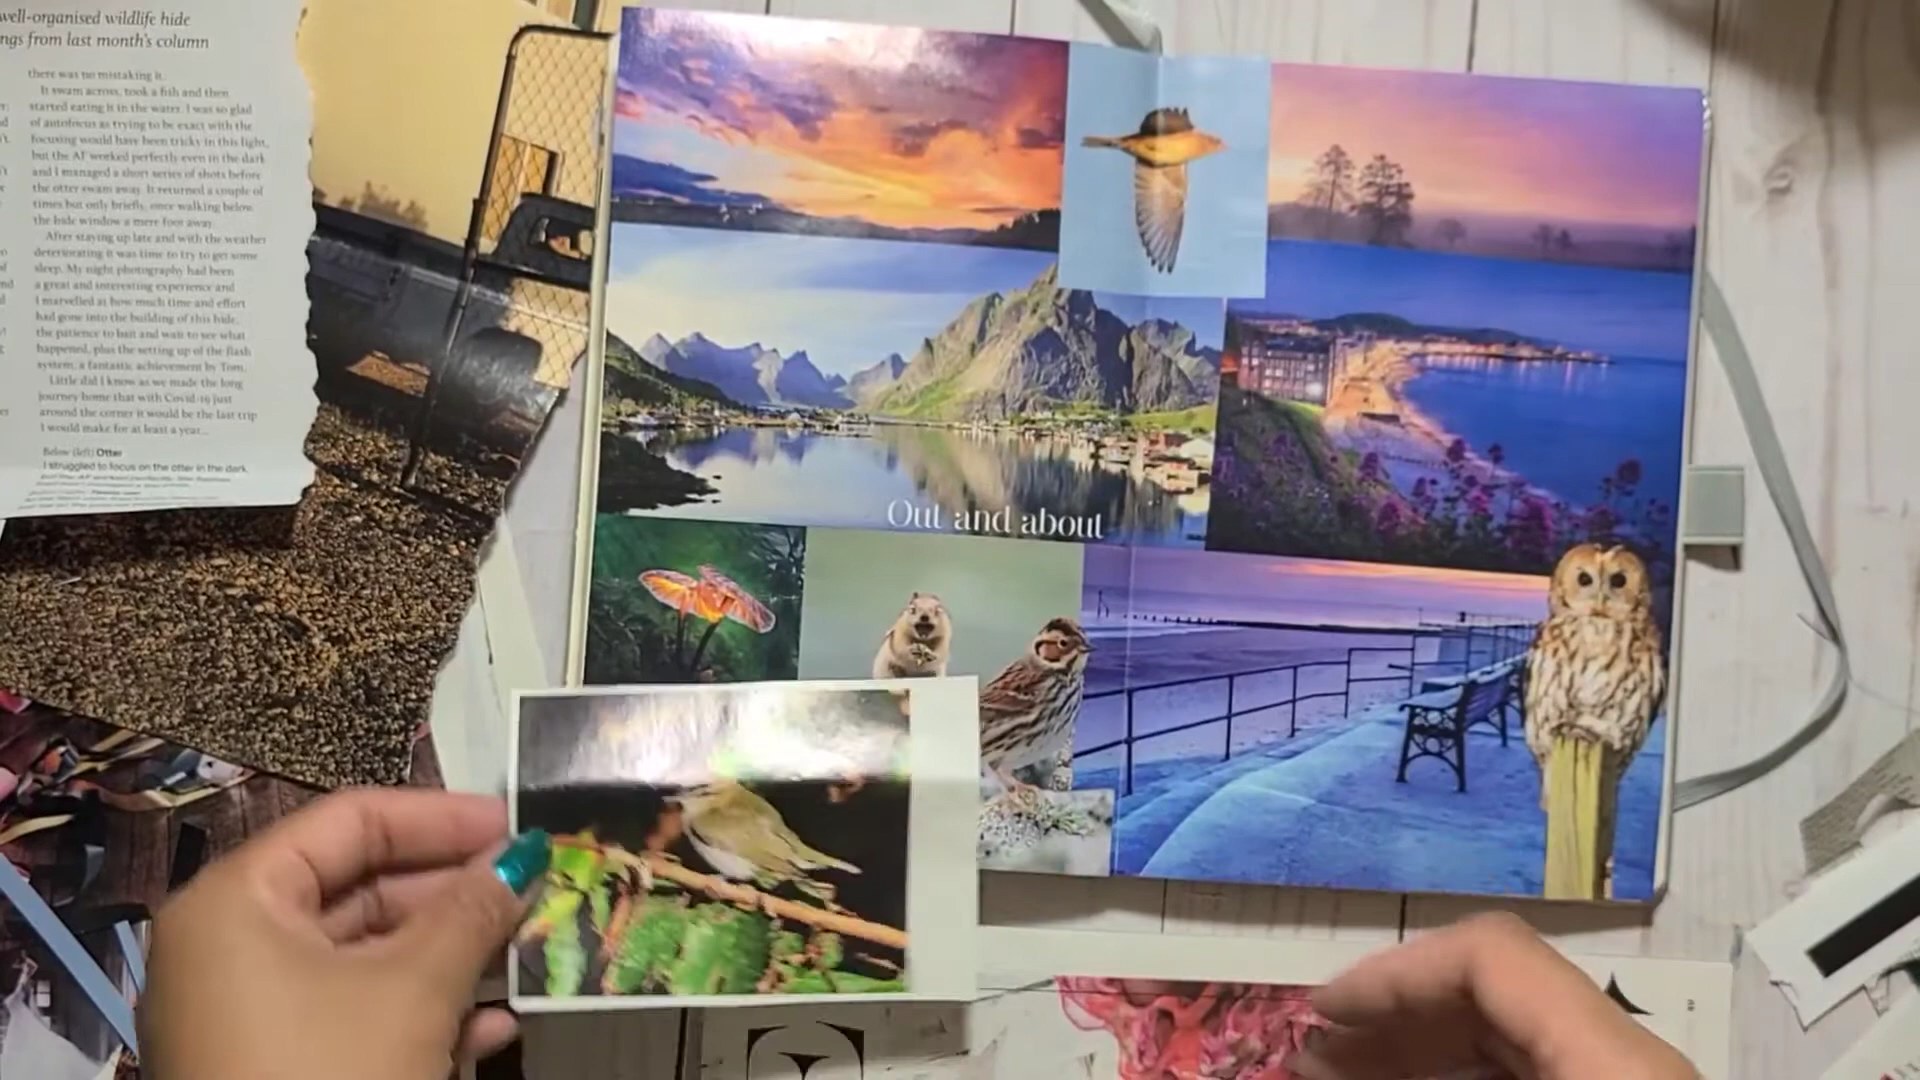 well-organised wildlife hide
ngs from last month's column
there was no mistaking it.
It swam across, took a fish and then
started eating it in the water. I was so glad
of autofocus as trying to be exact with the
focusing would have been tricky in this light,
but the AF worked perfectly even in the dark
and I managed a short series of shots before
the otter swam away. It returned a couple of
times but only briefly, once walking below
the hide window a mere foot away.
After staying up late and with the weather
deteriorating it was time to try to get some
sleep. My night photography had been
a great and interesting experience and
I marvelled at how much time and effort
had gone into the building of this hide,
the patience to bait and wait to see what
happened, plus the setting up of the flash
system, a fantastic achievement by Tom.
Little did I know as we made the long
journey home that with Covid-19 just
around the corner it would be the last trip
I would make for at least a year...
Below (left) Otter
I struggled to focus on the otter in the dark,
Out and about